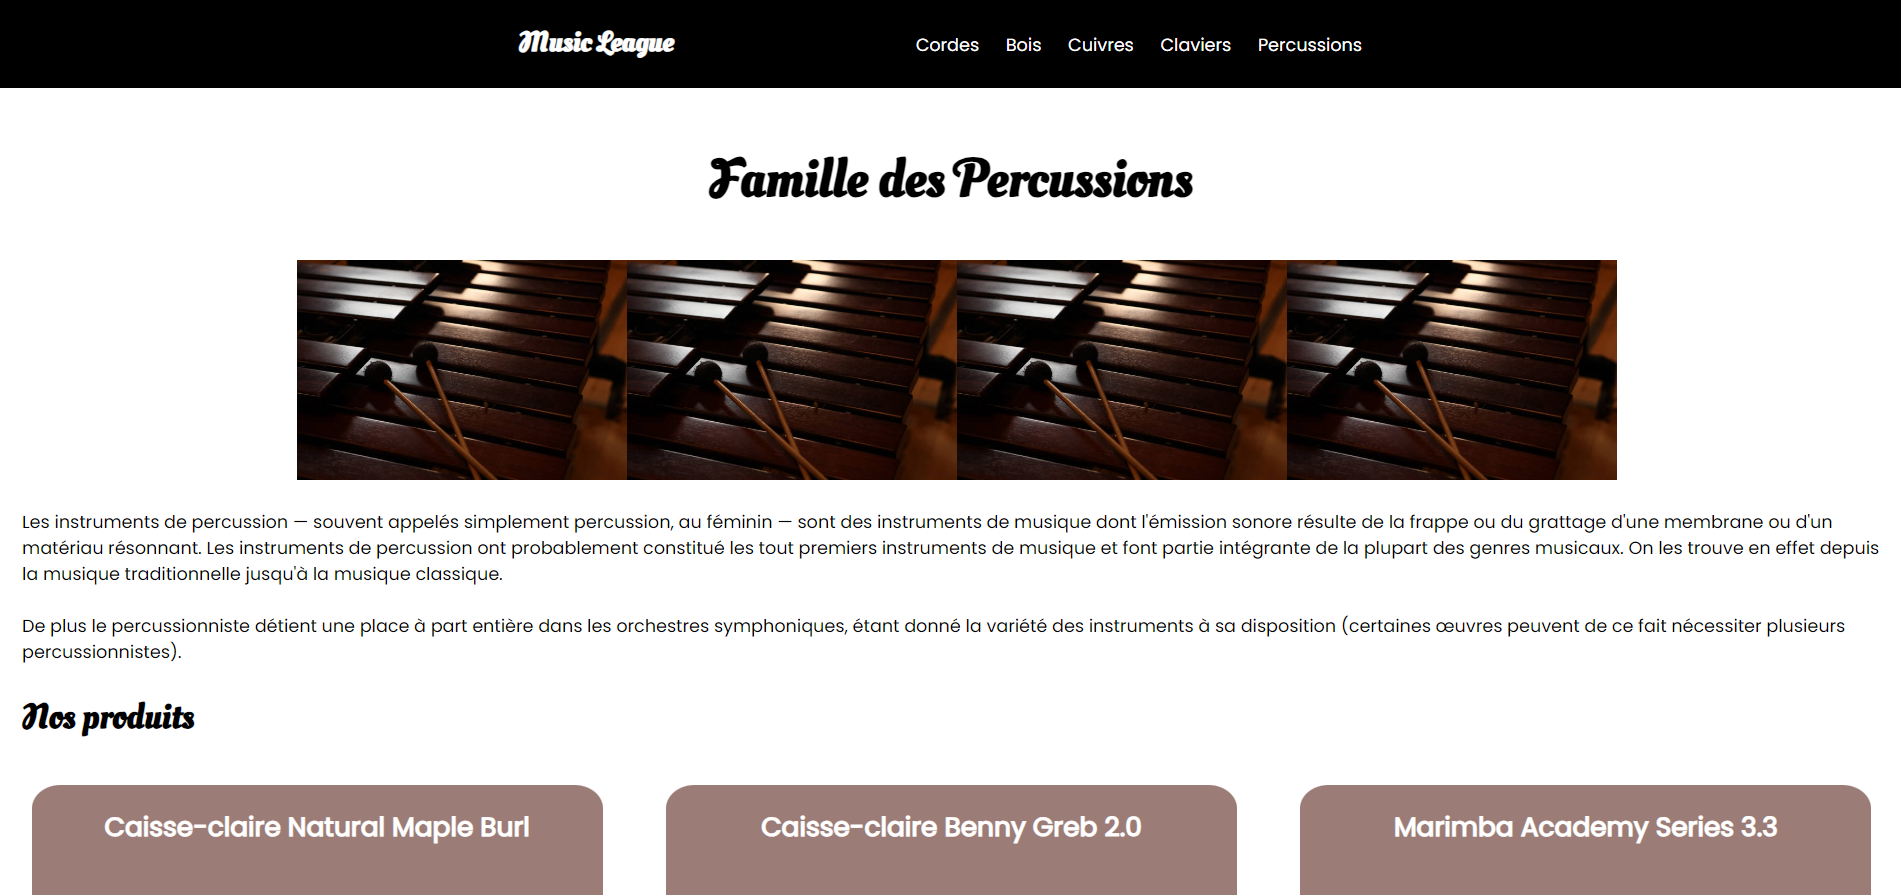 Music League
Cordes Bois Cuivres Claviers Percussions
Famille des Percussions
Les instruments de percussion — souvent appelés simplement percussion, au féminin — sont des instruments de musique dont l'émission sonore résulte de la frappe ou du grattage d'une membrane ou d'un
matériau résonnant. Les instruments de percussion ont probablement constitué les tout premiers instruments de musique et font partie intégrante de la plupart des genres musicaux. On les trouve en effet depuis
la musique traditionnelle jusqu'à la musique classique.
De plus le percussionniste détient une place à part entière dans les orchestres symphoniques, étant donné la variété des instruments à sa disposition (certaines œuvres peuvent de ce fait nécessiter plusieurs
percussionnistes).
Nos produits
Caisse-claire Natural Maple Burl
Caisse-claire Benny Greb 2.0
Marimba Academy Series 3.3